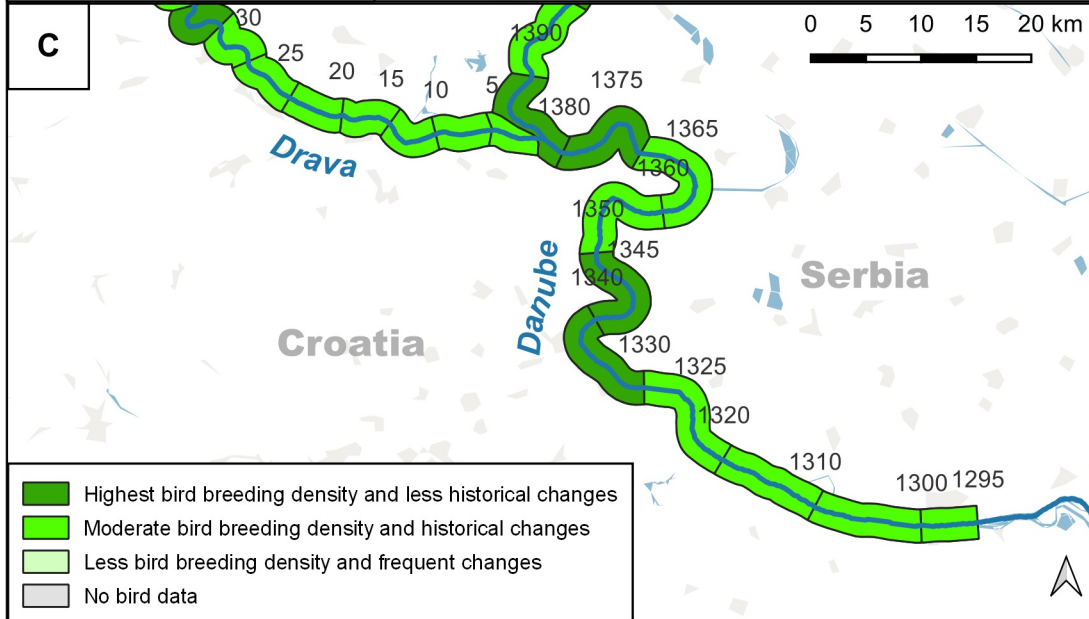 C
0 5 10 15 20 km
30
1390
25
20
15
10
5
1375
1380
1365
Drava
1360
1350
1345
1340
Danube
Serbia
Croatia
1330
1325
1320
1310
1300
1295
Highest bird breeding density and less historical changes
Moderate bird breeding density and historical changes
Less bird breeding density and frequent changes
No bird data